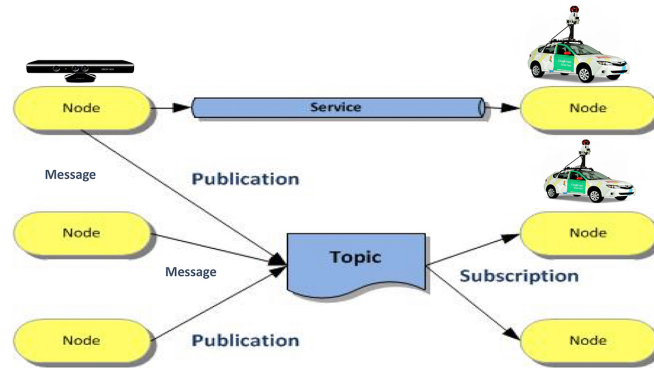 Node
Service
Node
Message
Publication
Node
Message
Topic
Node
Subscription
Node
Publication
Node